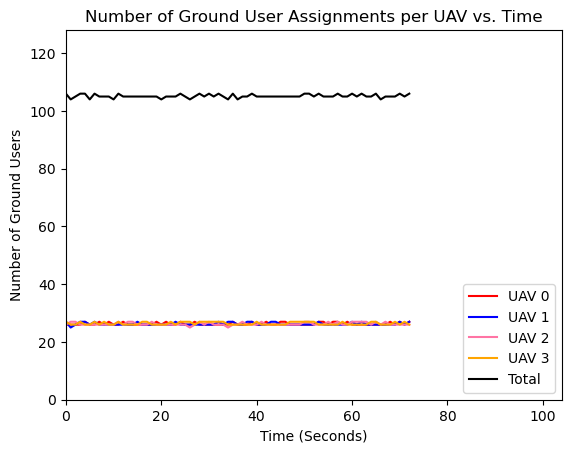 Number of Ground User Assignments per UAV vs. Time
Number of Ground Users
120
100
80
60
40
20
0
0 20 40 60 80 100
Time (Seconds)
UAV 0
UAV 1
UAV 2
UAV 3
Total